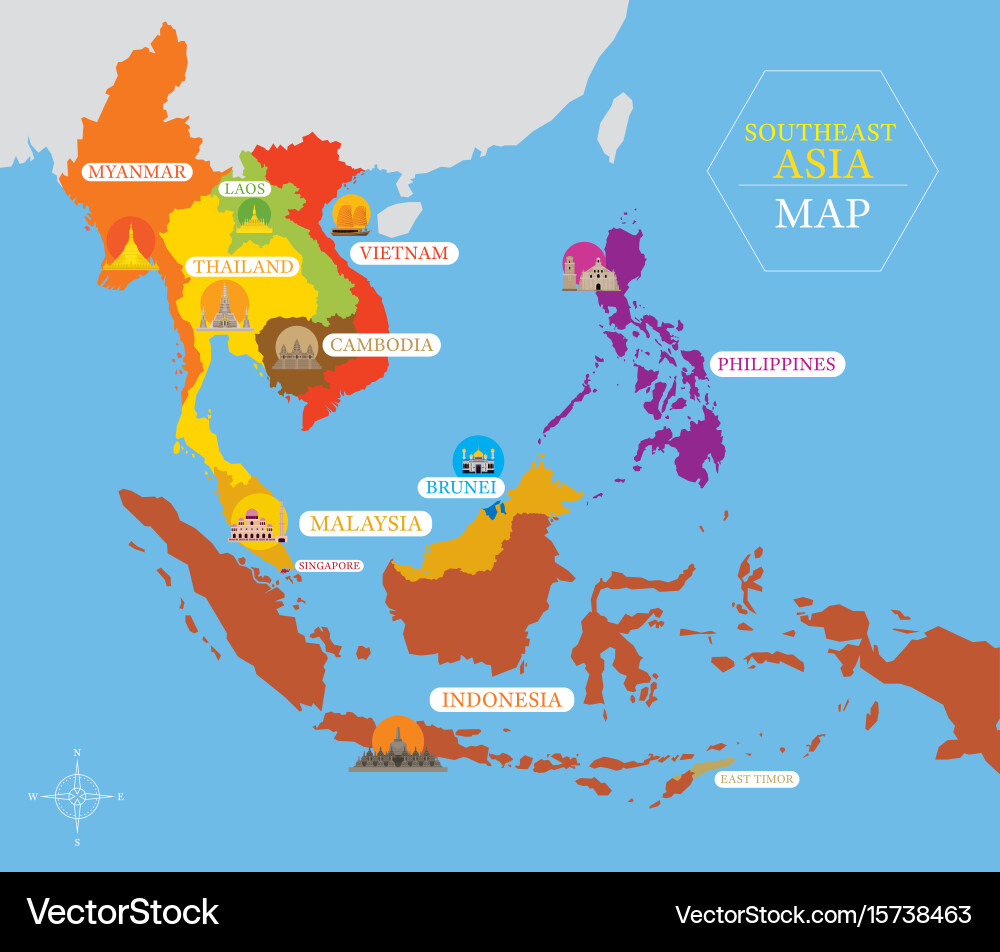 SOUTHEAST
ASIA
MAP
MYANMAR
LAOS
VIETNAM
THAILAND
CAMBODIA
PHILIPPINES
BRUNEI
MALAYSIA
SINGAPORE
INDONESIA
EAST TIMOR
N
W E
S
VectorStock
VectorStock.com/15738463